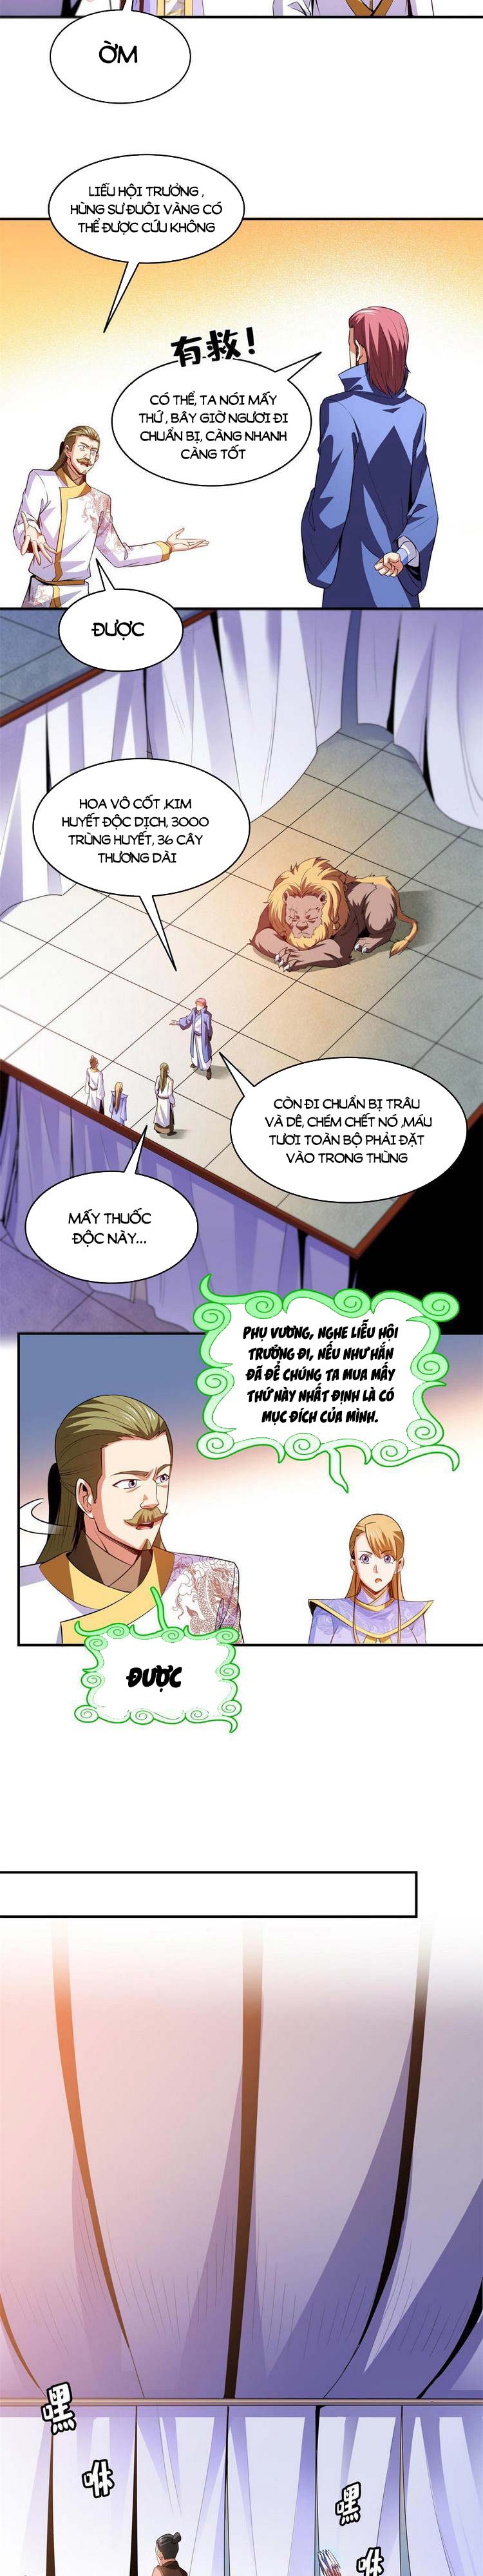 ỜM
LIỄU HỘI TRƯỞNG ,
HÙNG SƯ ĐUÔI VÀNG CÓ
THỂ ĐƯỢC CỨU KHÔNG
有救!
CÓ THỂ, TA NÓI MẤY
THỨ , BÂY GIỜ NGƯƠI ĐI
CHUẨN BỊ, CÀNG NHANH
CÀNG TỐT
ĐƯỢC
HOA VÔ CỐT ,KIM
HUYẾT ĐỘC DỊCH, 3000
TRÙNG HUYẾT, 36 CÂY
THƯƠNG DÀI
CÒN ĐI CHUẨN BỊ TRÂU
VÀ DÊ, CHÉM CHẾT NÓ ,MÁU
TƯƠI TOÀN BỘ PHẢI ĐẶT
VÀO TRONG THÙNG
MẤY THUỐC
ĐỘC NÀY...
PHỤ VƯƠNG, NGHE LIỄU HỘI
TRƯỞNG ĐI, NẾU NHƯ HẮN
ĐÃ ĐỂ CHÚNG TA MUA MẤY
THỨ NÀY NHẤT ĐỊNH LÀ CÓ
MỤC ĐÍCH CỦA MÌNH.
ĐƯỢC
嘿
咻
嘿
咻